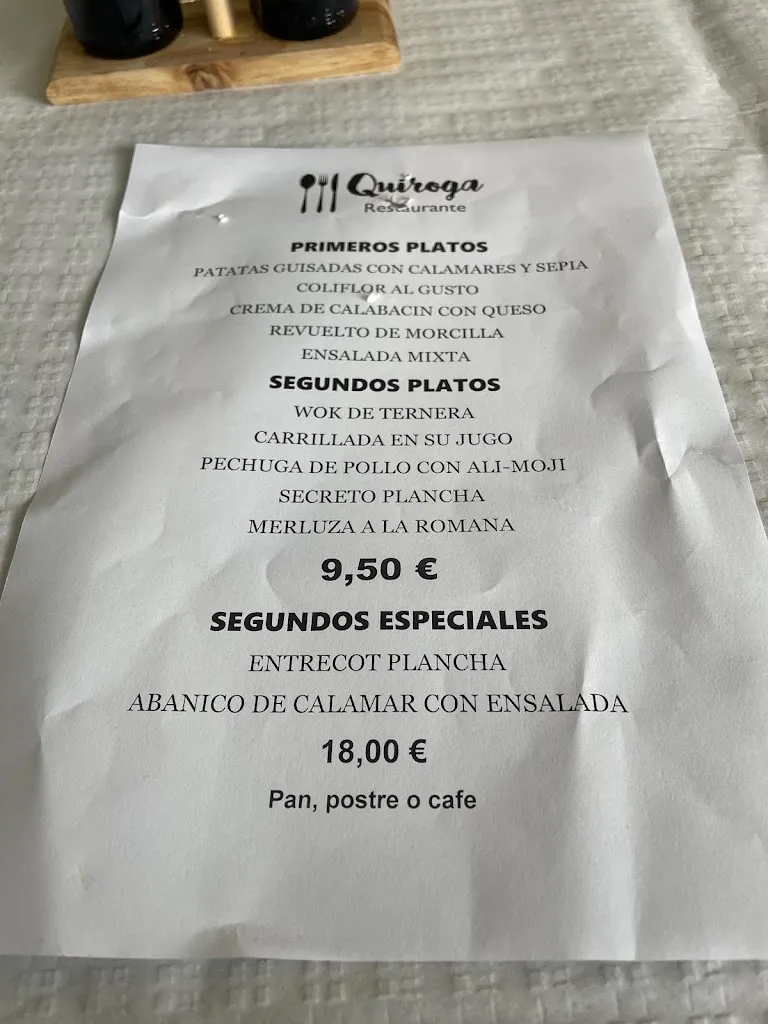 Quiroga
Restaurante
PRIMEROS PLATOS
PATATAS GUISADAS CON CALAMARES Y SEPIA
COLIFLOR AL GUSTO
CREMA DE CALABACIN CON QUESO
REVUELTO DE MORCILLA
ENSALADA MIXTA
SEGUNDOS PLATOS
WOK DE TERNERA
CARRILLADA EN SU JUGO
PECHUGA DE POLLO CON ALI-MOJI
SECRETO PLANCHA
MERLUZA A LA ROMANA
9,50 €
SEGUNDOS ESPECIALES
ENTRECOT PLANCHA
ABANICO DE CALAMAR CON ENSALADA
18,00 €
Pan, postre o cafe